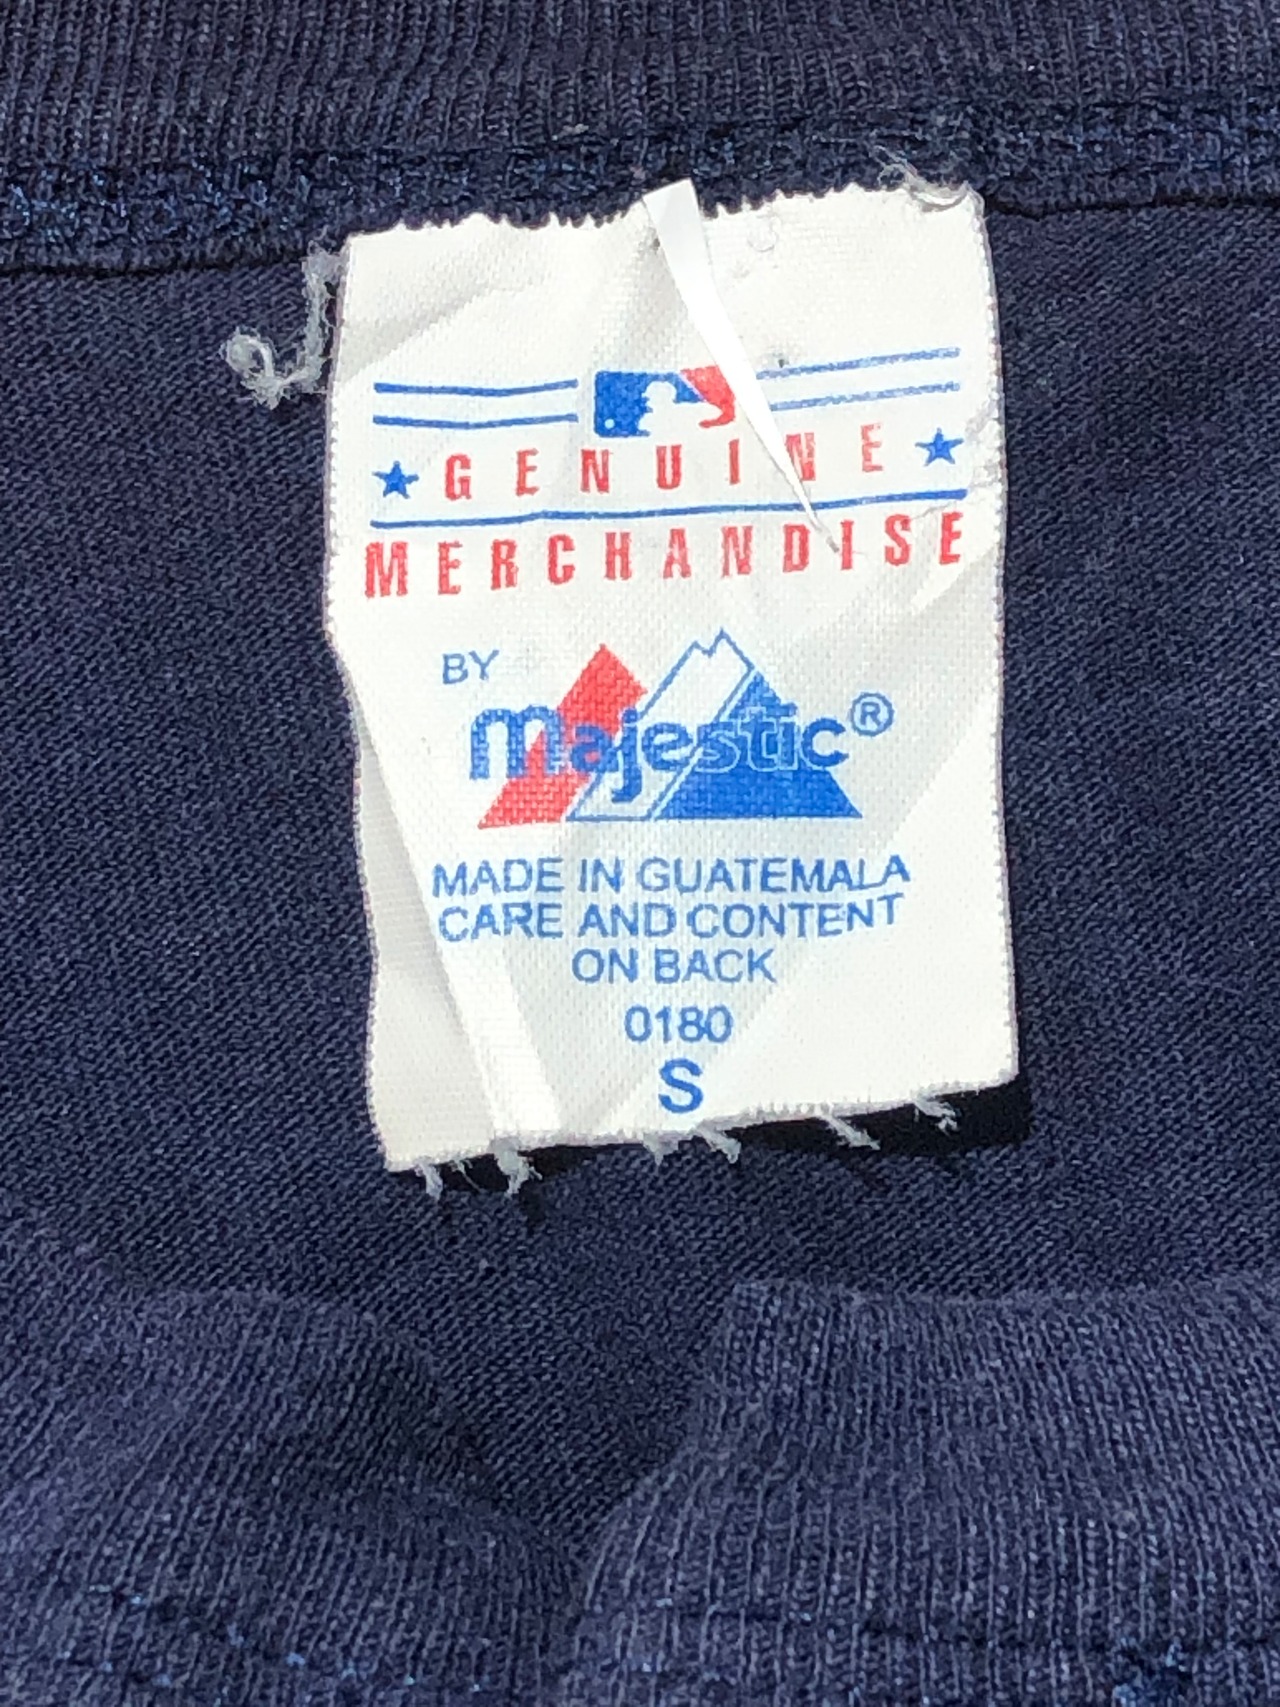 GENUINE
MERCHANDISE
BY
Majestic®
MADE IN GUATEMALA
CARE AND CONTENT
ON BACK
0180
S